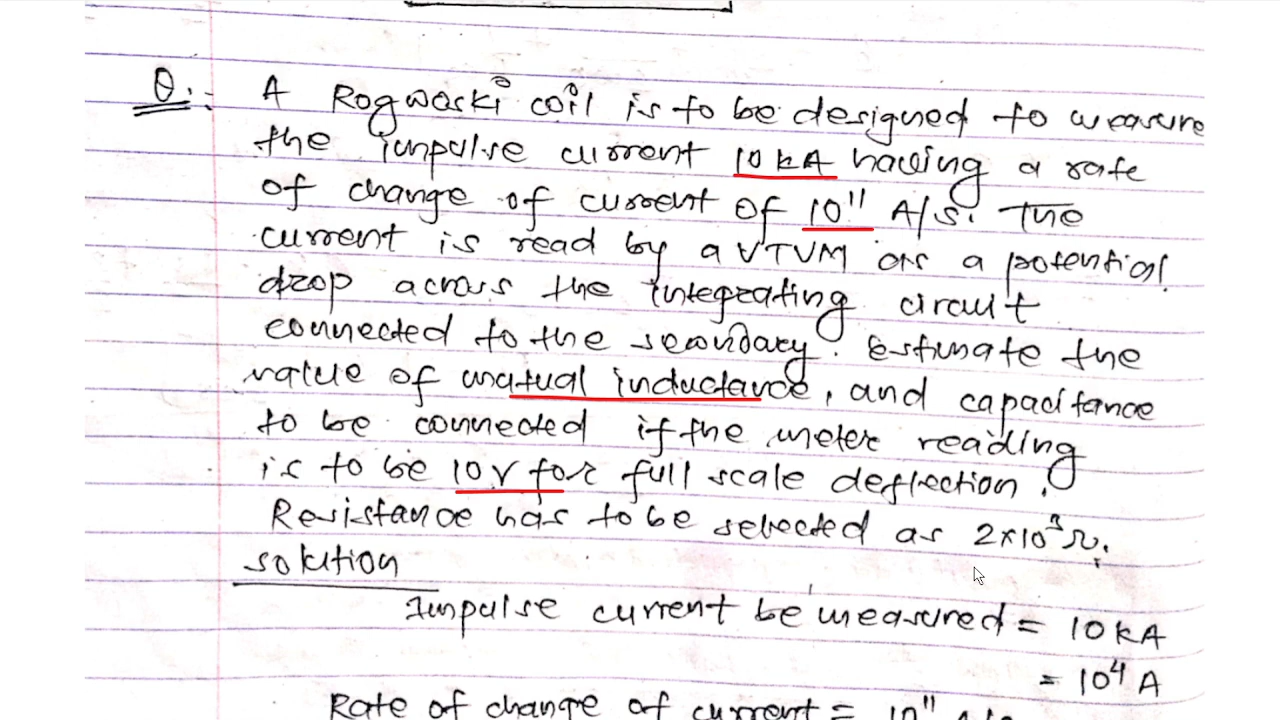 Q.:- A Rogwaski coil is to be designed to measure
the impulse current 10 kA having a rate
of change of current of 10¹¹ A/s. The
current is read by a VTVM as a potential
drop across the integrating circuit
connected to the secondary. Estimate the
value of mutual inductance, and capacitance
to be connected if the meter reading
is to be 10 V for full scale deflection.
Resistance has to be selected as 2x10³ Ω.
solution
Impulse current be measured = 10 kA
= 10⁴ A
Rate of change of current = 10¹¹ A/s